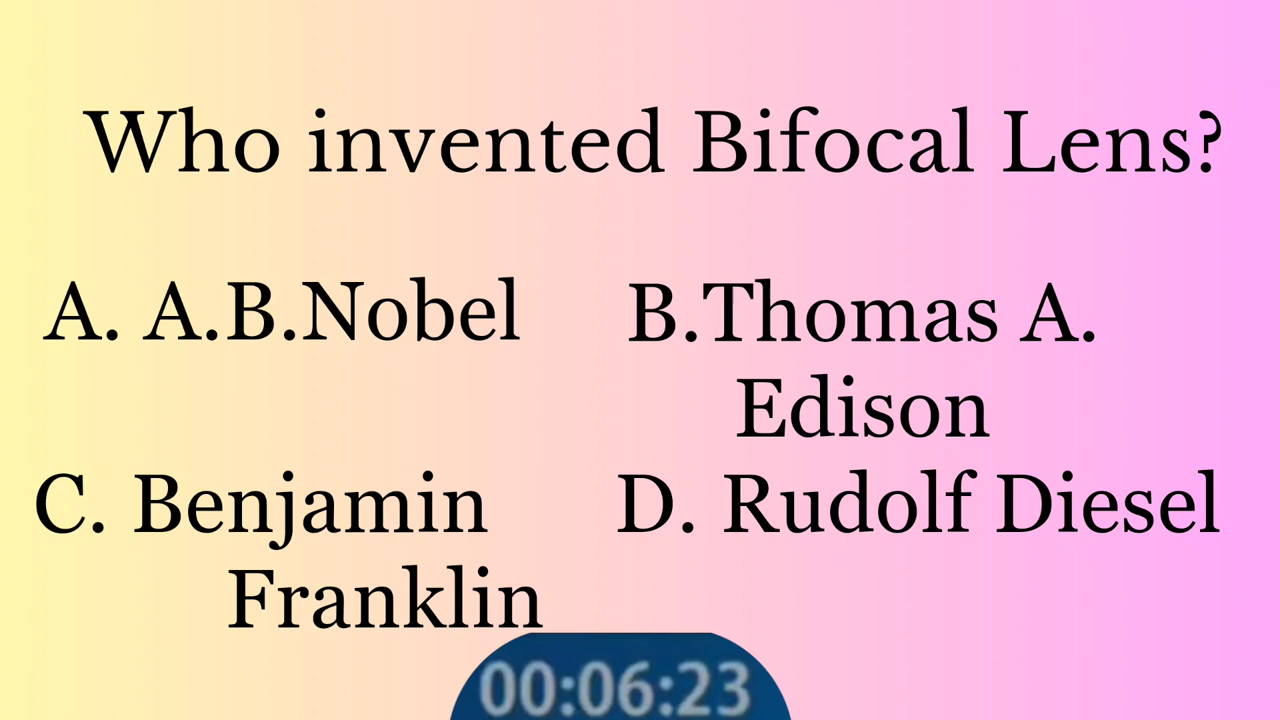 Who invented Bifocal Lens?
A. A.B.Nobel
B.Thomas A.
Edison
C. Benjamin
Franklin
D. Rudolf Diesel
00:06:23